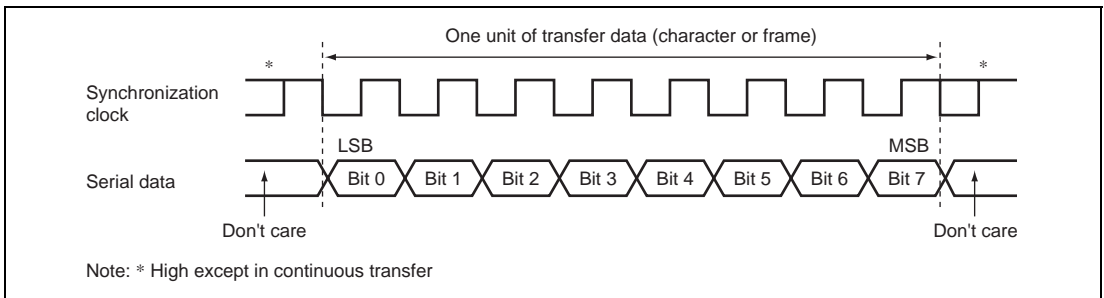 One unit of transfer data (character or frame)
* *
Synchronization
clock
LSB MSB
Serial data Bit 0 Bit 1 Bit 2 Bit 3 Bit 4 Bit 5 Bit 6 Bit 7
Don't care Don't care
Note: * High except in continuous transfer